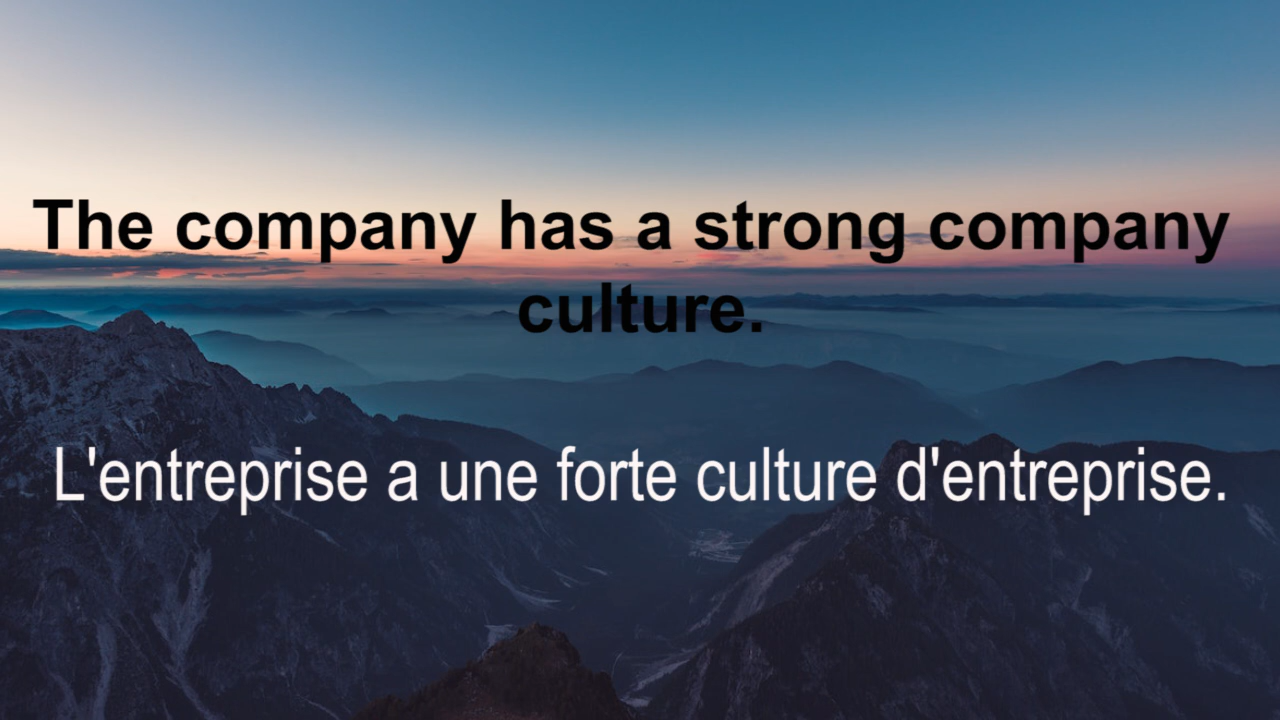 The company has a strong company
culture.
L'entreprise a une forte culture d'entreprise.